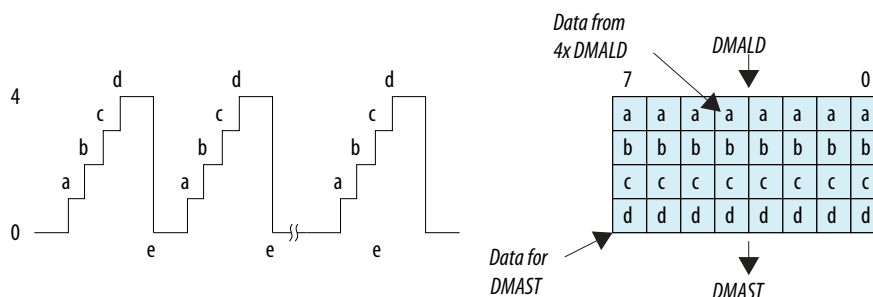 4
0
a
b
c
d
e
a
b
c
d
e
a
b
c
d
e
Data from
4x DMALD
DMALD
7 0
a a a a a a a a
b b b b b b b b
c c c c c c c c
d d d d d d d d
Data for
DMAST
DMAST